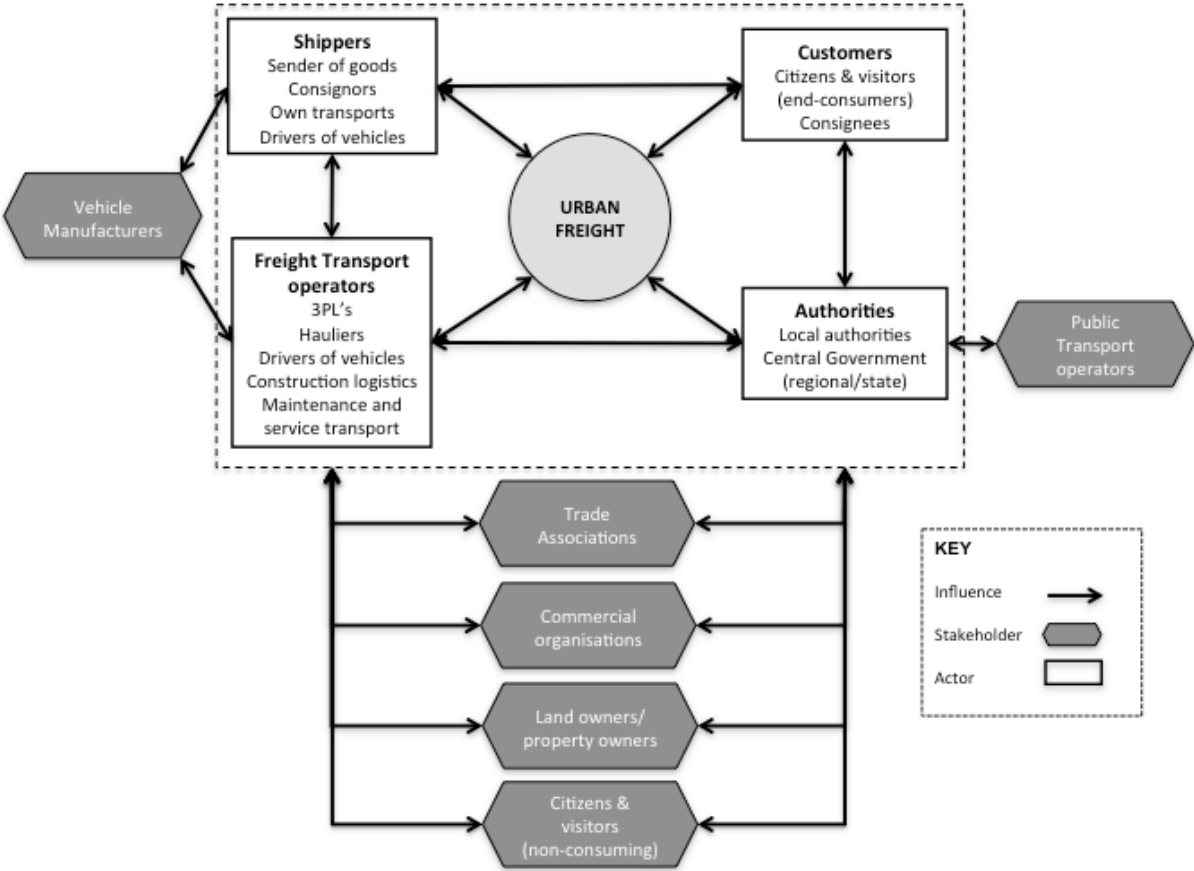 Shippers
Sender of goods
Consignors
Own transports
Drivers of vehicles
Customers
Citizens & visitors
(end-consumers)
Consignees
Vehicle
Manufacturers
URBAN
FREIGHT
Freight Transport
operators
3PL's
Hauliers
Drivers of vehicles
Construction logistics
Maintenance and
service transport
Authorities
Local authorities
Central Government
(regional/state)
Public
Transport
operators
Trade
Associations
Commercial
organisations
Land owners/
property owners
Citizens &
visitors
(non-consuming)
KEY
Influence
Stakeholder
Actor